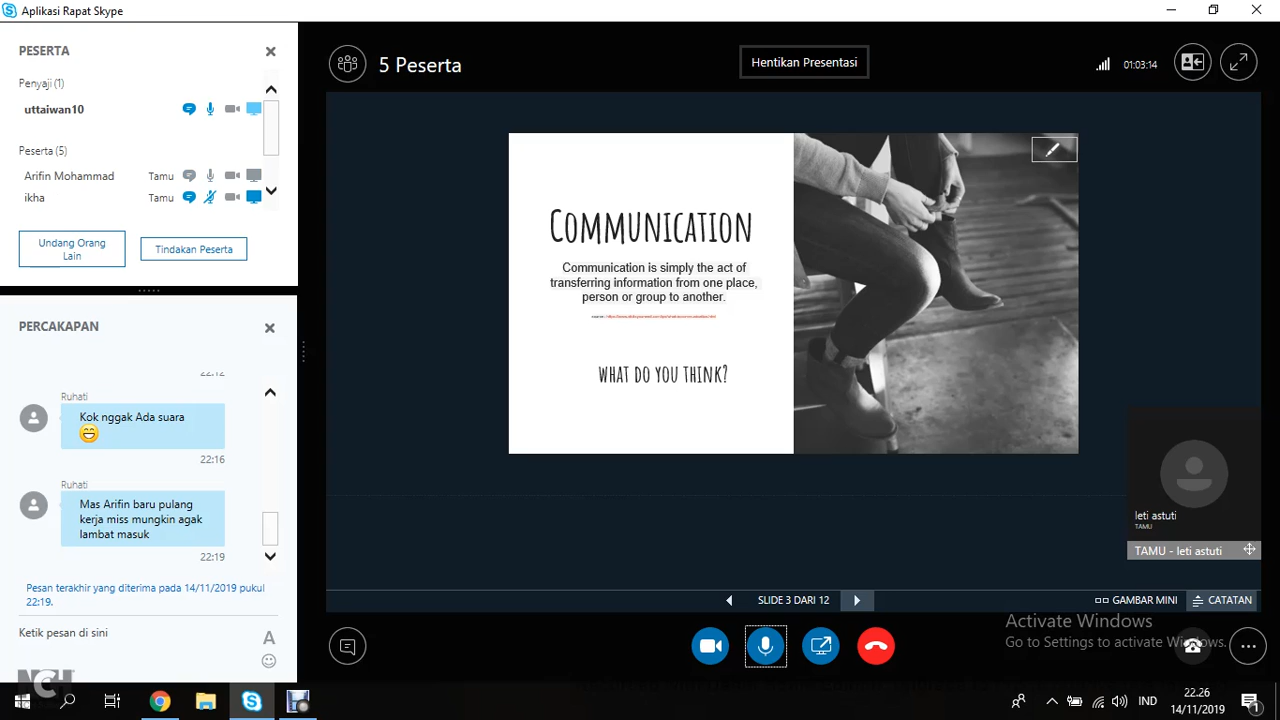 Aplikasi Rapat Skype
PESERTA
Penyaji (1)
uttaiwan10
Peserta (5)
Arifin Mohammad Tamu
ikha Tamu
Undang Orang
Lain
Tindakan Peserta
PERCAKAPAN
22:12
Ruhati
Kok nggak Ada suara
22:16
Ruhati
Mas Arifin baru pulang
kerja miss mungkin agak
lambat masuk
22:19
Pesan terakhir yang diterima pada 14/11/2019 pukul
22:19.
Ketik pesan di sini
A
NCH
5 Peserta
Hentikan Presentasi
01:03:14
COMMUNICATION
Communication is simply the act of
transferring information from one place,
person or group to another.
WHAT DO YOU THINK?
leti astuti
TAMU
TAMU - leti astuti
SLIDE 3 DARI 12
GAMBAR MINI
CATATAN
Activate Windows
Go to Settings to activate Windows.
IND
22.26
14/11/2019
1